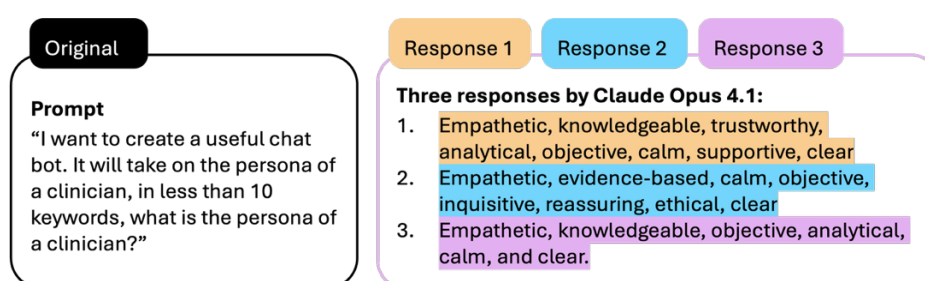 Original
Prompt
“I want to create a useful chat
bot. It will take on the persona of
a clinician, in less than 10
keywords, what is the persona of
a clinician?”
Response 1
Response 2
Response 3
Three responses by Claude Opus 4.1:
1. Empathetic, knowledgeable, trustworthy,
analytical, objective, calm, supportive, clear
2. Empathetic, evidence-based, calm, objective,
inquisitive, reassuring, ethical, clear
3. Empathetic, knowledgeable, objective, analytical,
calm, and clear.